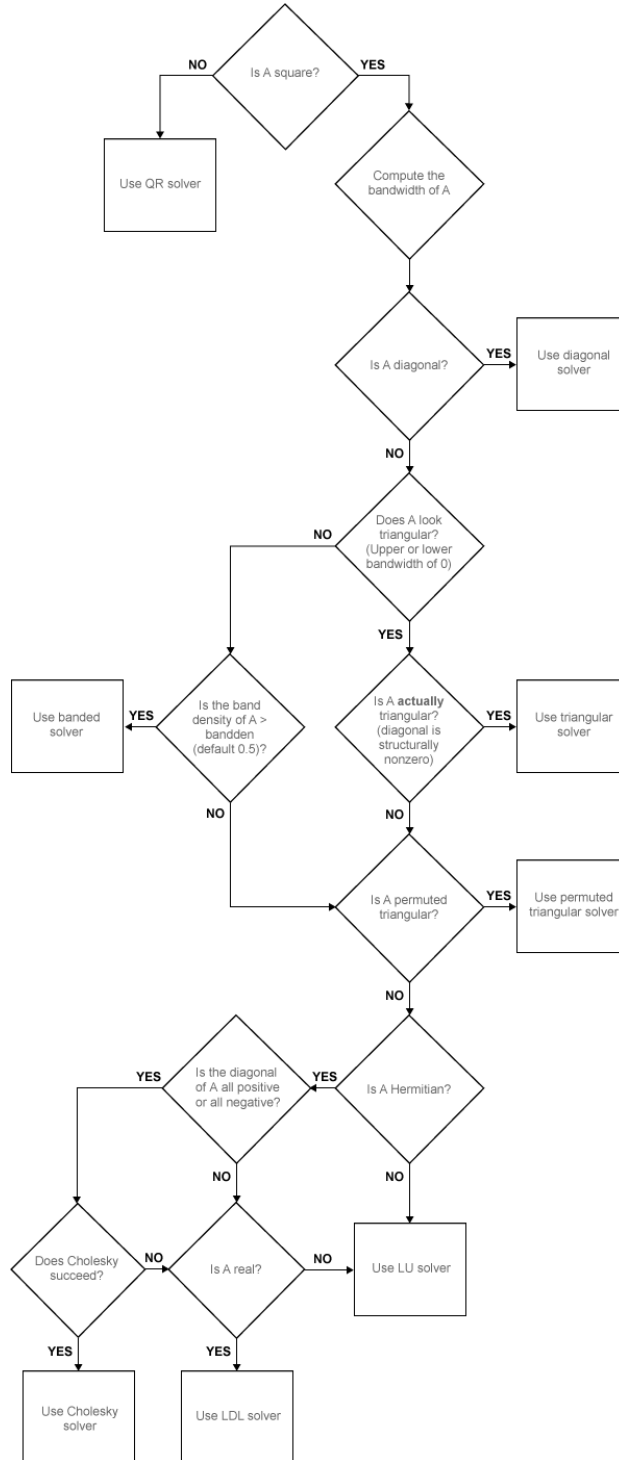 NO
YES
Is A square?
Use QR solver
Compute the
bandwidth of A
Is A diagonal?
YES
Use diagonal
solver
NO
NO
Does A look
triangular?
(Upper or lower
bandwidth of 0)
YES
Use banded
solver
YES
Is the band
density of A >
bandden
(default 0.5)?
Is A actually
triangular?
(diagonal is
structurally
nonzero)
YES
Use triangular
solver
NO
NO
Is A permuted
triangular?
YES
Use permuted
triangular solver
NO
YES
Is the diagonal
of A all positive
or all negative?
YES
Is A Hermitian?
NO
NO
Does Cholesky
succeed?
NO
Is A real?
NO
Use LU solver
YES
YES
Use Cholesky
solver
Use LDL solver